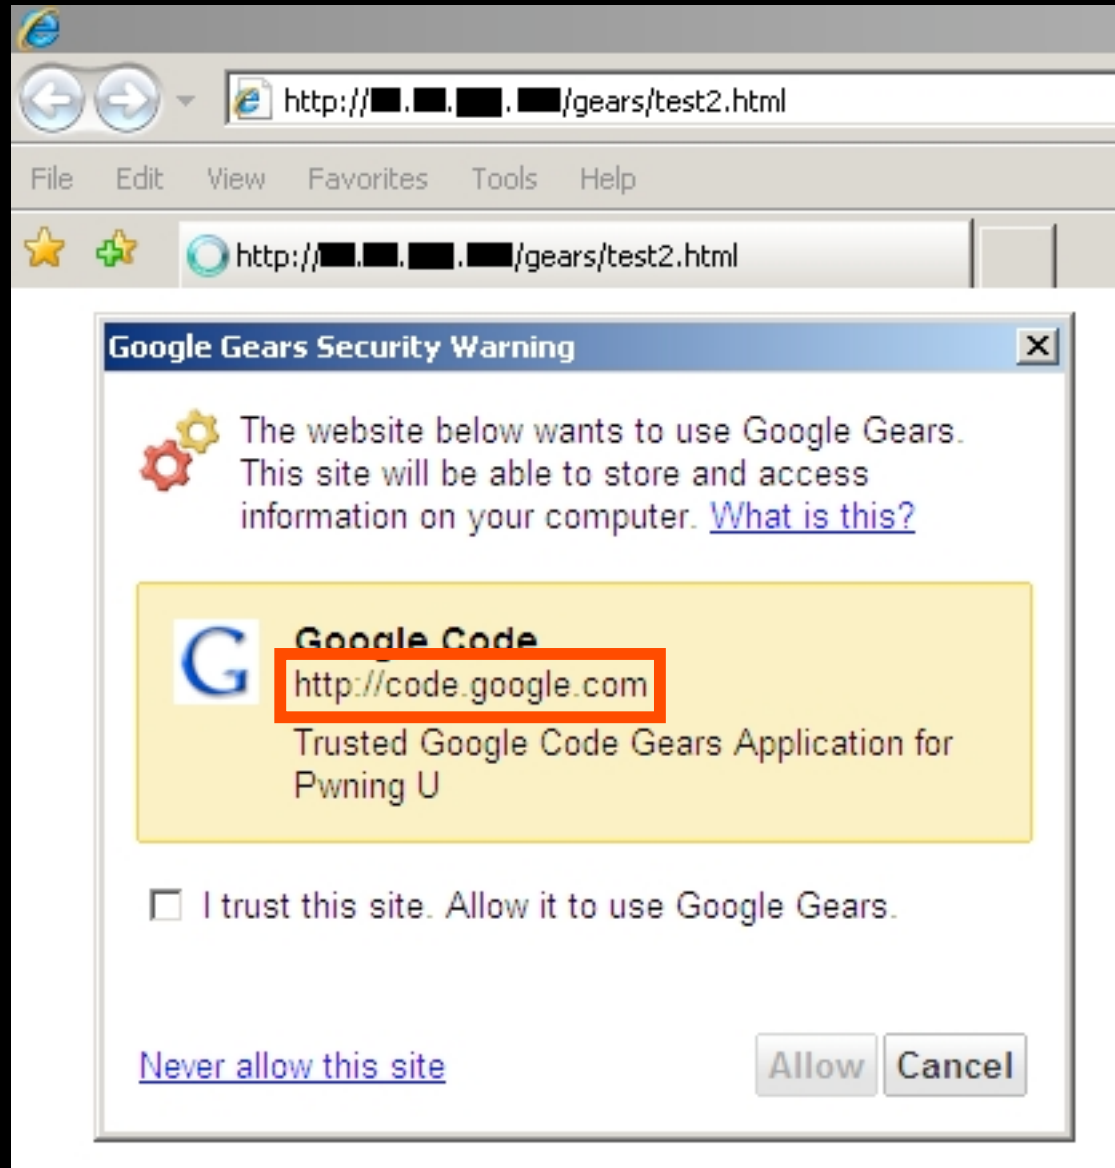 http://■.■.■.■/gears/test2.html
File Edit View Favorites Tools Help
http://■.■.■.■/gears/test2.html
Google Gears Security Warning
The website below wants to use Google Gears.
This site will be able to store and access
information on your computer. What is this?
G
Google Code
http://code.google.com
Trusted Google Code Gears Application for
Pwning U
I trust this site. Allow it to use Google Gears.
Never allow this site
Allow Cancel